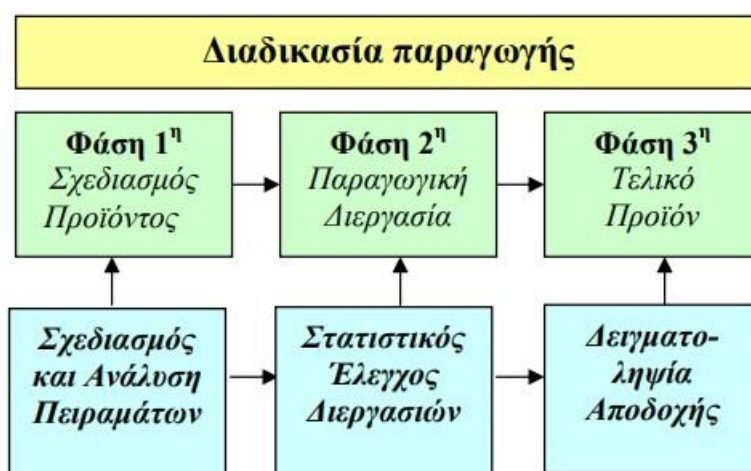 Διαδικασία παραγωγής
Φάση 1η
Σχεδιασμός
Προϊόντος
Φάση 2η
Παραγωγική
Διεργασία
Φάση 3η
Τελικό
Προϊόν
Σχεδιασμός
και Ανάλυση
Πειραμάτων
Στατιστικός
Έλεγχος
Διεργασιών
Δειγματο-
ληψία
Αποδοχής